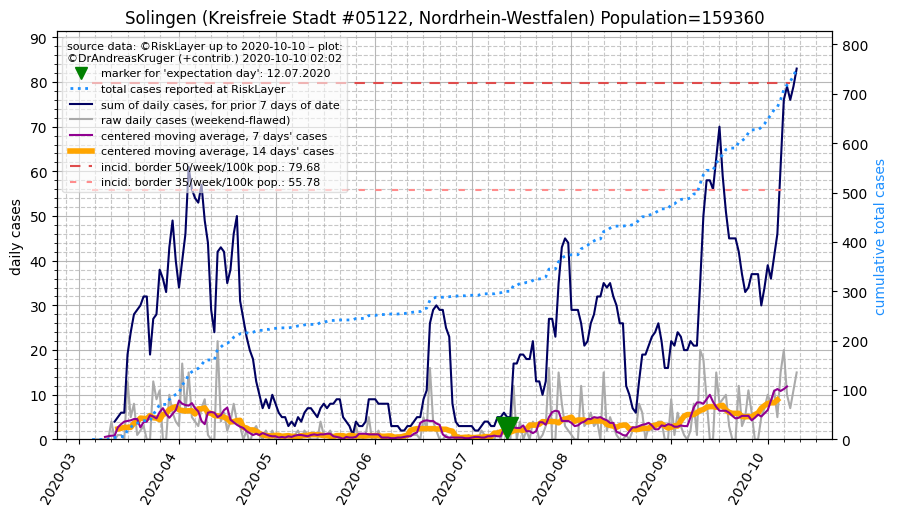 Solingen (Kreisfreie Stadt #05122, Nordrhein-Westfalen) Population=159360
source data: ©RiskLayer up to 2020-10-10 – plot:
©DrAndreasKruger (+contrib.) 2020-10-10 02:02
marker for 'expectation day': 12.07.2020
total cases reported at RiskLayer
sum of daily cases, for prior 7 days of date
raw daily cases (weekend-flawed)
centered moving average, 7 days' cases
centered moving average, 14 days' cases
incid. border 50/week/100k pop.: 79.68
incid. border 35/week/100k pop.: 55.78
daily cases
90
80
70
60
50
40
30
20
10
0
cumulative total cases
800
700
600
500
400
300
200
100
0
2020-03
2020-04
2020-05
2020-06
2020-07
2020-08
2020-09
2020-10